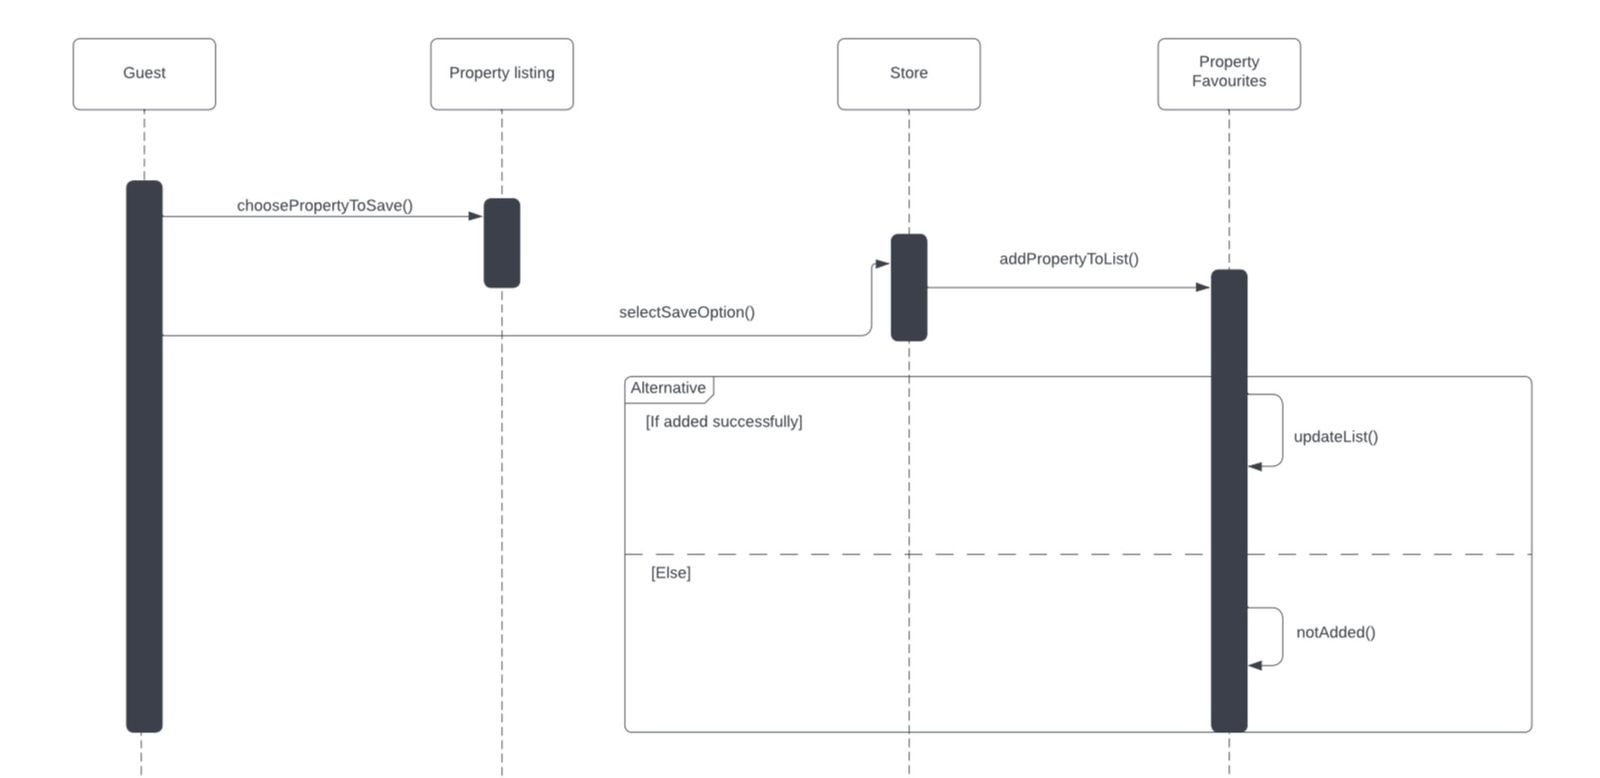 Guest
Property listing
Store
Property
Favourites
choosePropertyToSave()
addPropertyToList()
selectSaveOption()
Alternative
[If added successfully]
updateList()
[Else]
notAdded()